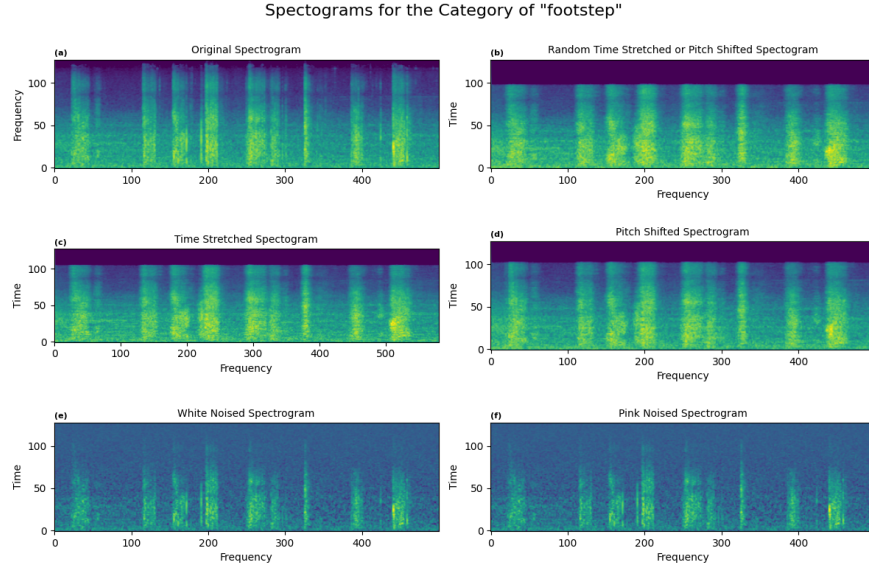 Spectograms for the Category of "footstep"
(a) Original Spectrogram
100
50
0
Frequency
0 100 200 300 400
(b) Random Time Stretched or Pitch Shifted Spectogram
100
50
0
Time
0 100 200 300 400
Frequency
(c) Time Stretched Spectogram
100
50
0
Time
0 100 200 300 400 500
Frequency
(d) Pitch Shifted Spectrogram
100
50
0
Time
0 100 200 300 400
Frequency
(e) White Noised Spectrogram
100
50
0
Time
0 100 200 300 400
Frequency
(f) Pink Noised Spectrogram
100
50
0
Time
0 100 200 300 400
Frequency